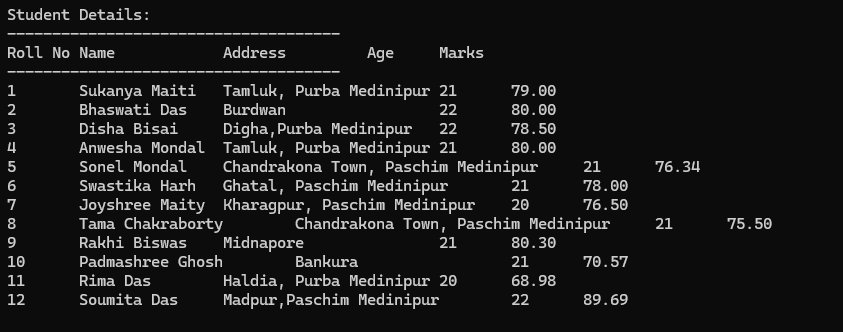 Student Details:
-------------------------------------
Roll No Name            Address         Age     Marks
-------------------------------------
1       Sukanya Maiti   Tamluk, Purba Medinipur 21      79.00
2       Bhaswati Das    Burdwan                 22      80.00
3       Disha Bisai     Digha,Purba Medinipur   22      78.50
4       Anwesha Mondal  Tamluk, Purba Medinipur 21      80.00
5       Sonel Mondal    Chandrakona Town, Paschim Medinipur     21      76.34
6       Swastika Harh   Ghatal, Paschim Medinipur       21      78.00
7       Joyshree Maity  Kharagpur, Paschim Medinipur    20      76.50
8       Tama Chakraborty        Chandrakona Town, Paschim Medinipur     21      75.50
9       Rakhi Biswas    Midnapore               21      80.30
10      Padmashree Ghosh        Bankura                 21      70.57
11      Rima Das        Haldia, Purba Medinipur 20      68.98
12      Soumita Das     Madpur,Paschim Medinipur        22      89.69